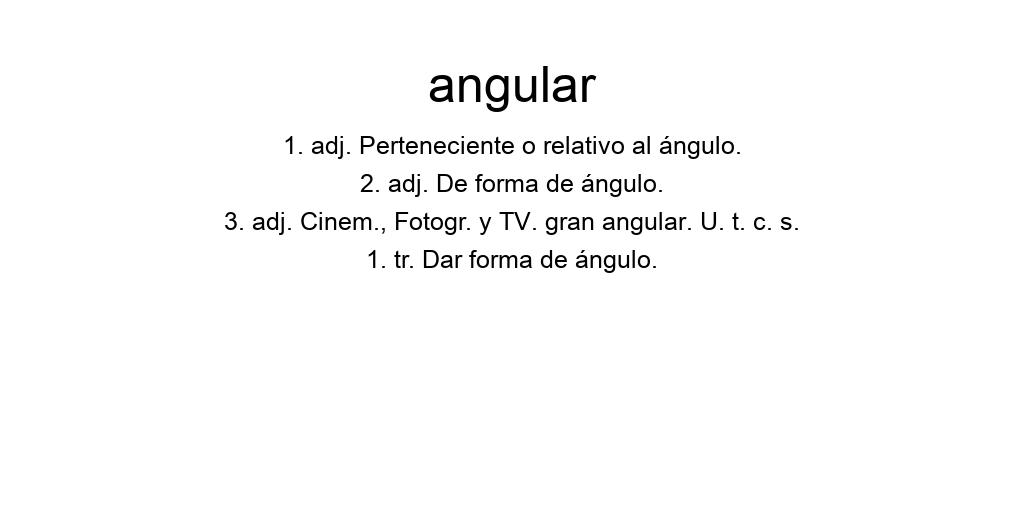 angular
1. adj. Perteneciente o relativo al ángulo.
2. adj. De forma de ángulo.
3. adj. Cinem., Fotogr. y TV. gran angular. U. t. c. s.
1. tr. Dar forma de ángulo.